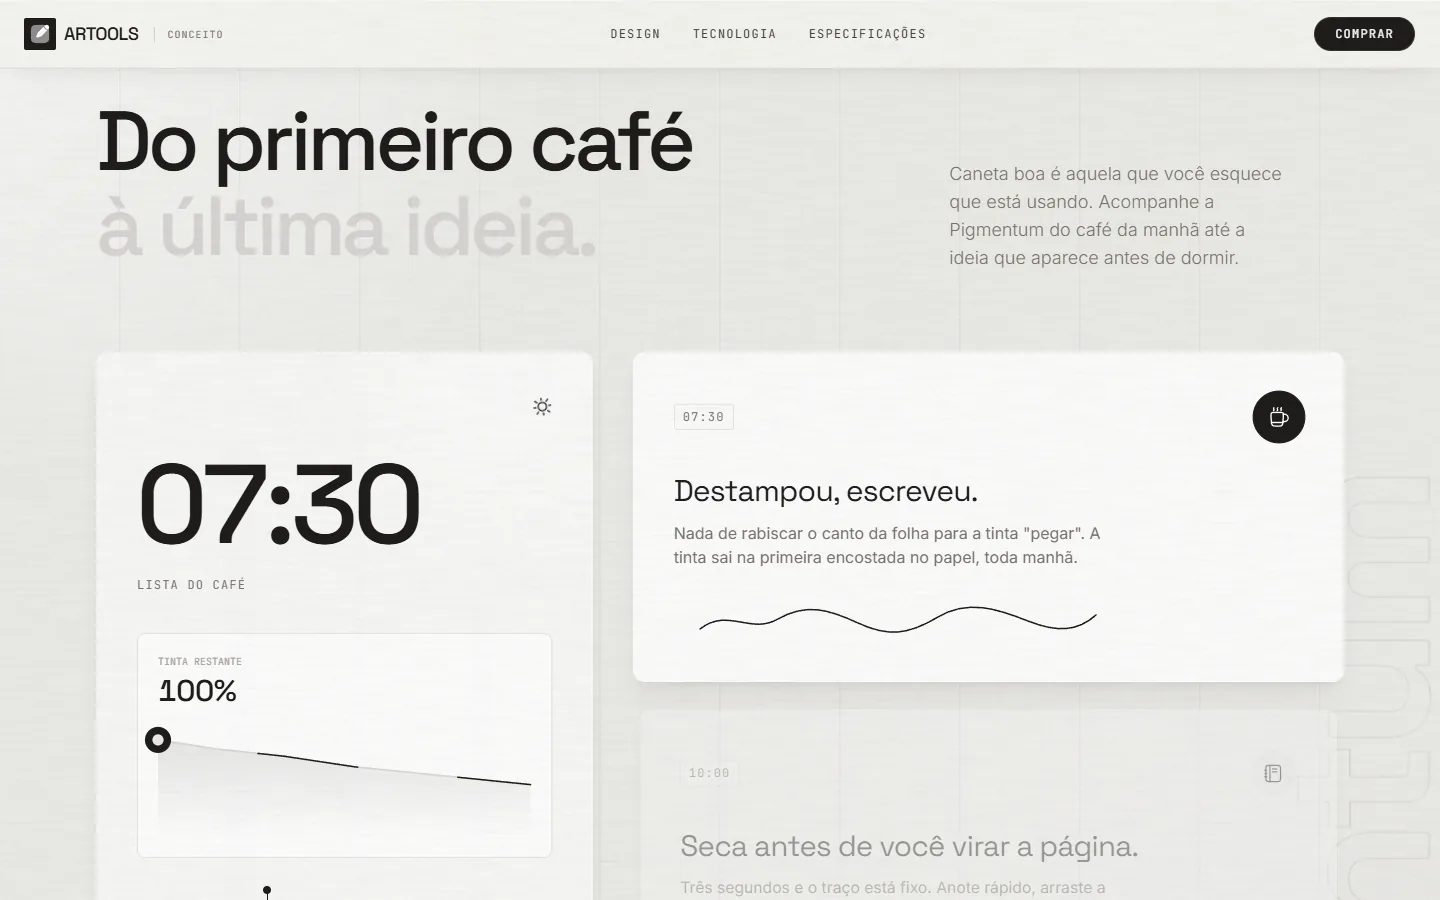 ARTOOLS
CONCEITO
DESIGN
TECNOLOGIA
ESPECIFICAÇÕES
COMPRAR
Do primeiro café
à última ideia.
Caneta boa é aquela que você esquece
que está usando. Acompanhe a
Pigmentum do café da manhã até a
ideia que aparece antes de dormir.
07:30
LISTA DO CAFÉ
TINTA RESTANTE
100%
07:30
Destampou, escreveu.
Nada de rabiscar o canto da folha para a tinta "pegar". A
tinta sai na primeira encostada no papel, toda manhã.
10:00
Seca antes de você virar a página.
Três segundos e o traço está fixo. Anote rápido, arraste a